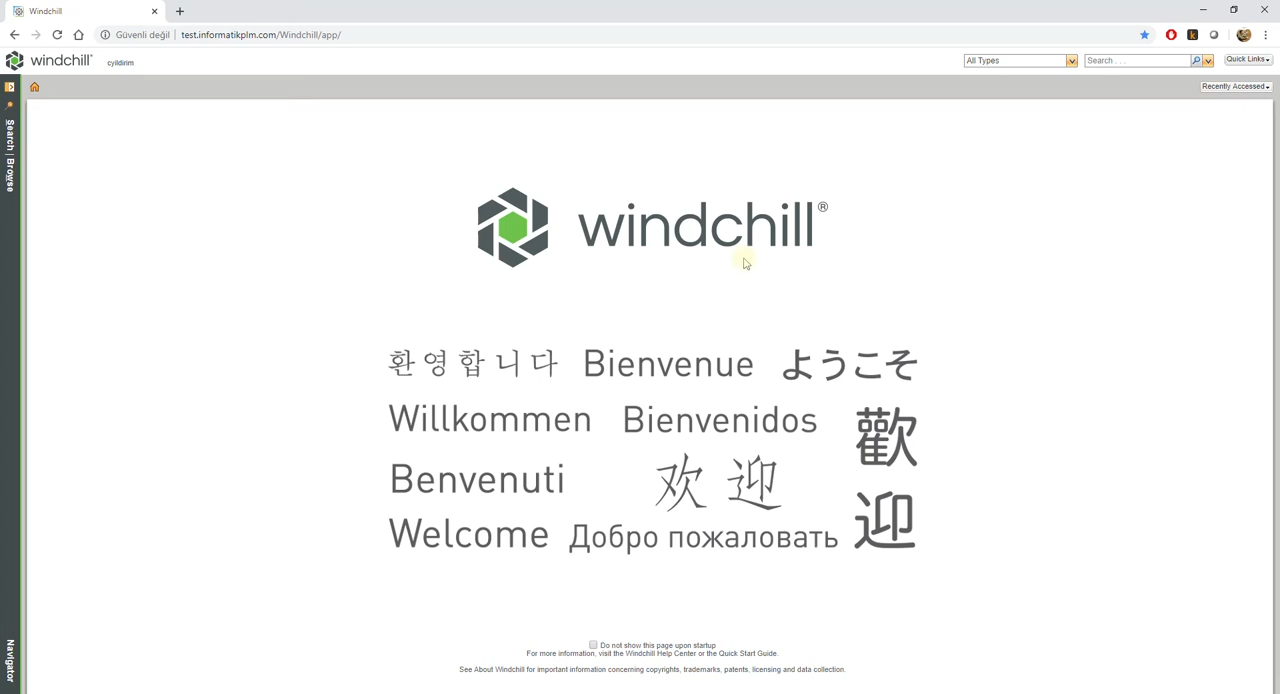 Windchill
Güvenli değil test.informatikplm.com/Windchill/app/
windchill® cyildirim All Types Search . . . Quick Links
Recently Accessed
Search | Browse
windchill®
환영합니다 Bienvenue ようこそ
Willkommen Bienvenidos 歡迎
Benvenuti 欢迎
Welcome Добро пожаловать
Do not show this page upon startup
For more information, visit the Windchill Help Center or the Quick Start Guide.
See About Windchill for important information concerning copyrights, trademarks, patents, licensing and data collection.
Navigator